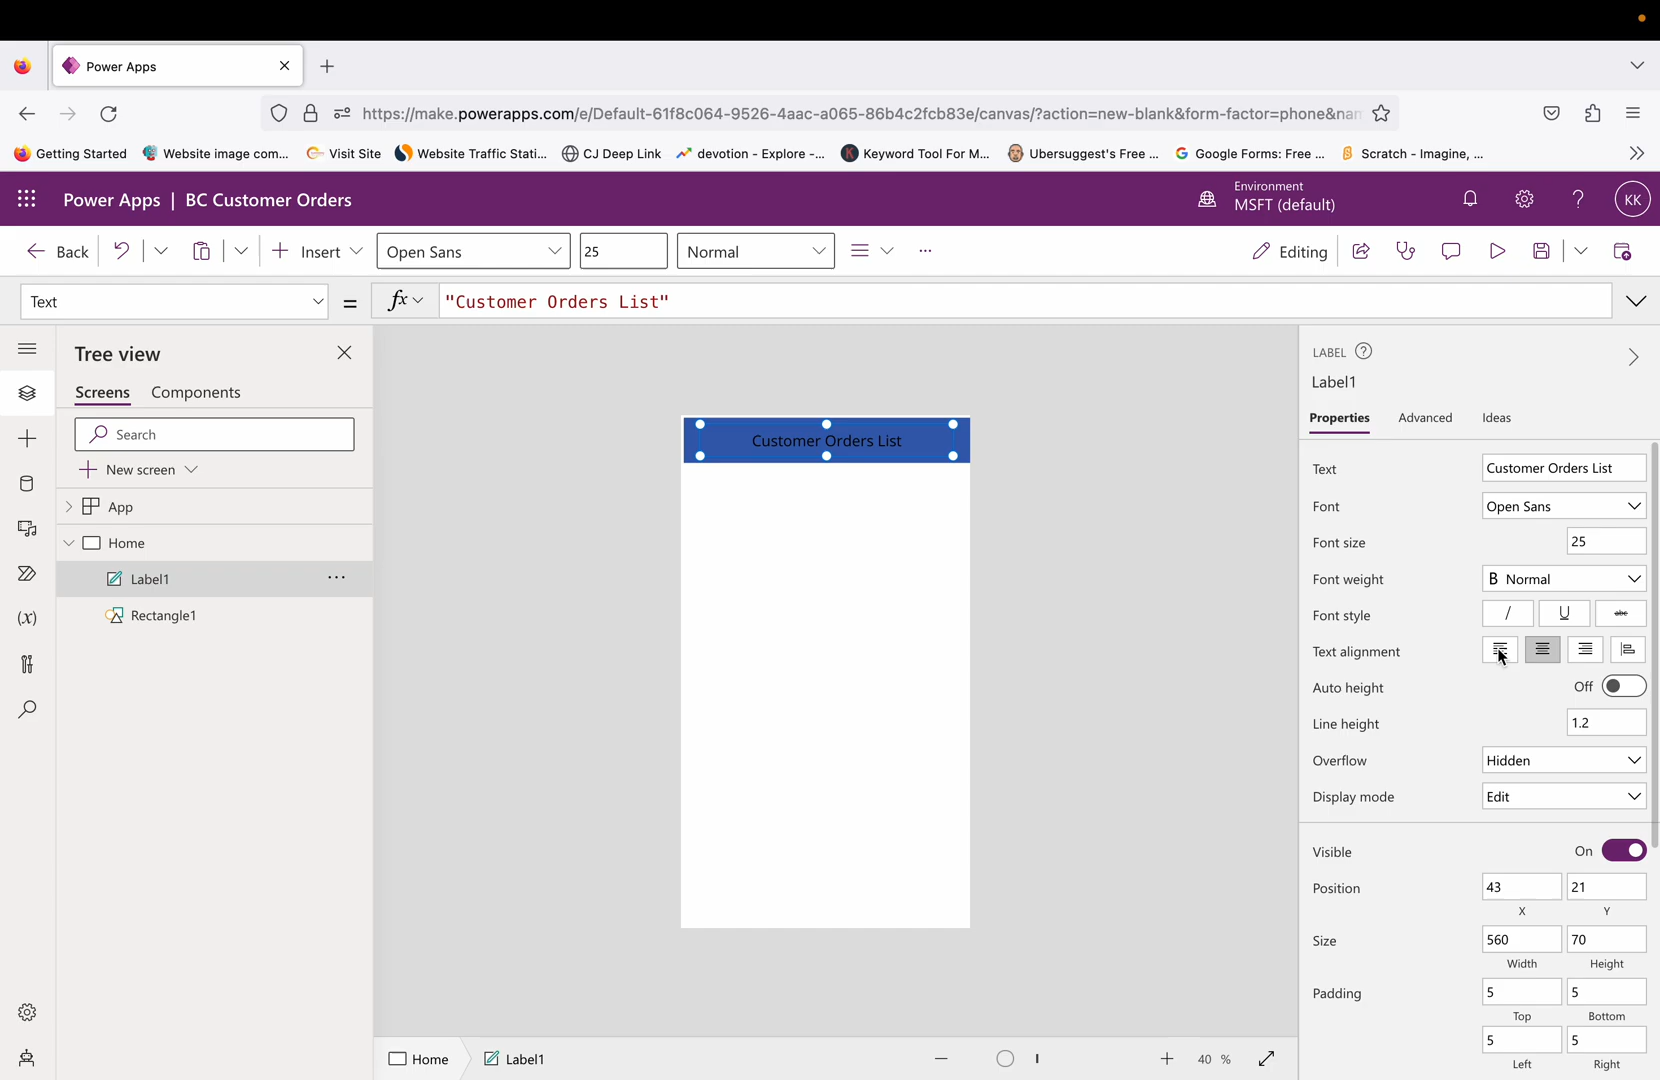 Power Apps
https://make.powerapps.com/e/Default-61f8c064-9526-4aac-a065-86b4c2fcb83e/canvas/?action=new-blank&form-factor=phone&nam
Getting Started
Website image com...
Visit Site
Website Traffic Stati...
CJ Deep Link
devotion - Explore -...
Keyword Tool For M...
Ubersuggest's Free ...
Google Forms: Free ...
Scratch - Imagine, ...
Power Apps | BC Customer Orders
Environment
MSFT (default)
KK
Back
Insert
Open Sans
25
Normal
Editing
Text
=
fx
"Customer Orders List"
Tree view
Screens
Components
Search
New screen
App
Home
Label1
Rectangle1
Customer Orders List
LABEL
Label1
Properties
Advanced
Ideas
Text
Customer Orders List
Font
Open Sans
Font size
25
Font weight
B Normal
Font style
/ U abc
Text alignment
Auto height
Off
Line height
1.2
Overflow
Hidden
Display mode
Edit
Visible
On
Position
43
21
X
Y
Size
560
70
Width
Height
Padding
5
5
Top
Bottom
5
5
Left
Right
Home
Label1
40 %